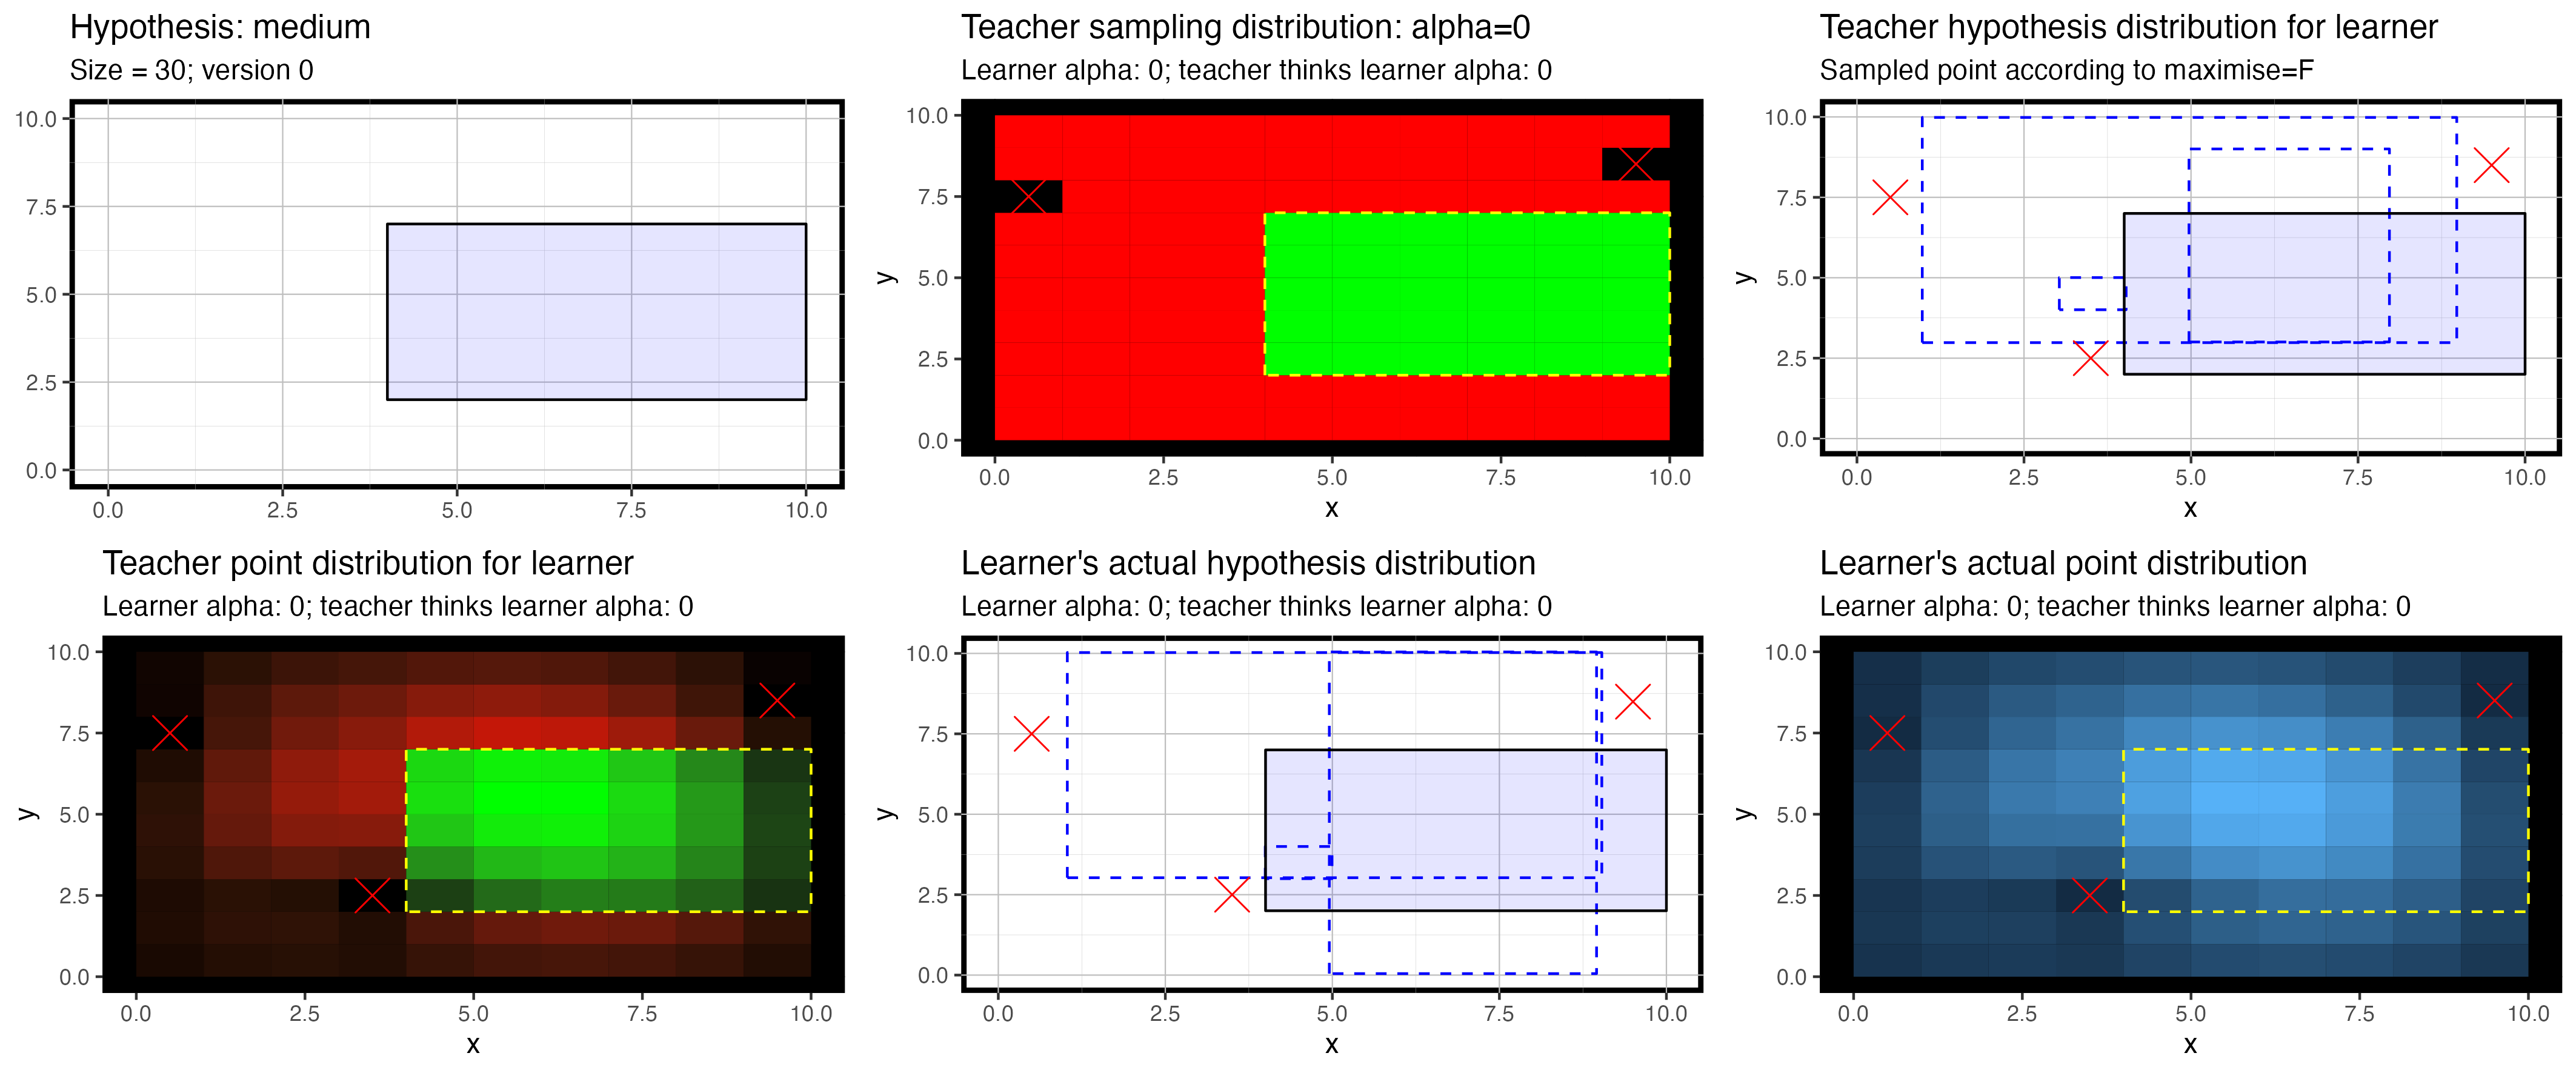 Hypothesis: medium
Size = 30; version 0
10.0
7.5
5.0
2.5
0.0
0.0 2.5 5.0 7.5 10.0
Teacher sampling distribution: alpha=0
Learner alpha: 0; teacher thinks learner alpha: 0
10.0
7.5
y
5.0
2.5
0.0
0.0 2.5 5.0 7.5 10.0
x
Teacher hypothesis distribution for learner
Sampled point according to maximise=F
10.0
7.5
y
5.0
2.5
0.0
0.0 2.5 5.0 7.5 10.0
x
Teacher point distribution for learner
Learner alpha: 0; teacher thinks learner alpha: 0
10.0
7.5
y
5.0
2.5
0.0
0.0 2.5 5.0 7.5 10.0
x
Learner's actual hypothesis distribution
Learner alpha: 0; teacher thinks learner alpha: 0
10.0
7.5
y
5.0
2.5
0.0
0.0 2.5 5.0 7.5 10.0
x
Learner's actual point distribution
Learner alpha: 0; teacher thinks learner alpha: 0
10.0
7.5
y
5.0
2.5
0.0
0.0 2.5 5.0 7.5 10.0
x